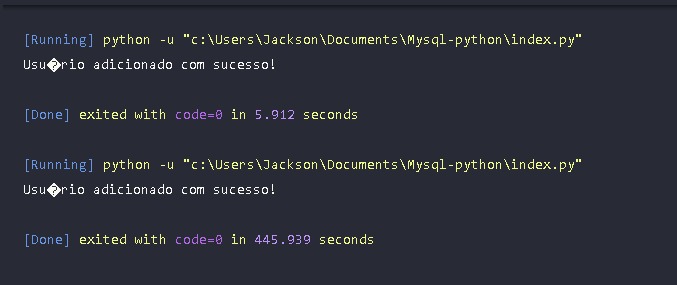 [Running] python -u "c:\Users\Jackson\Documents\Mysql-python\index.py"
Usu�rio adicionado com sucesso!
[Done] exited with code=0 in 5.912 seconds
[Running] python -u "c:\Users\Jackson\Documents\Mysql-python\index.py"
Usu�rio adicionado com sucesso!
[Done] exited with code=0 in 445.939 seconds